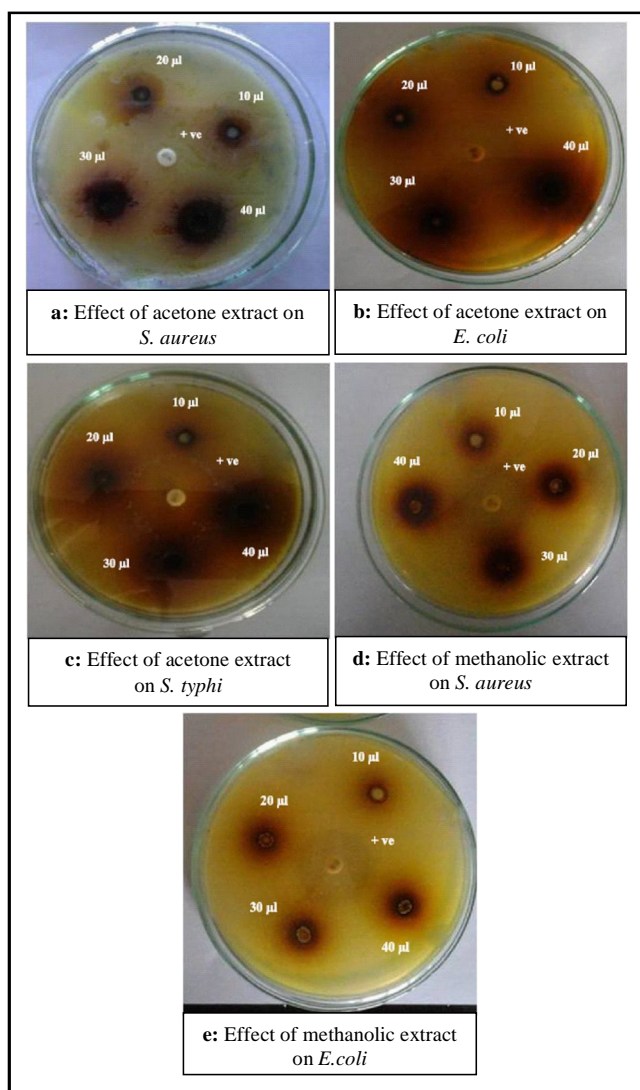 20 µl
10 µl
+ ve
30 µl
40 µl
10 µl
20 µl
+ ve
40 µl
30 µl
a: Effect of acetone extract on
S. aureus
b: Effect of acetone extract on
E. coli
10 µl
20 µl
+ ve
30 µl
40 µl
10 µl
40 µl
+ ve
20 µl
30 µl
c: Effect of acetone extract
on S. typhi
d: Effect of methanolic extract
on S. aureus
10 µl
20 µl
+ ve
30 µl
40 µl
e: Effect of methanolic extract
on E.coli